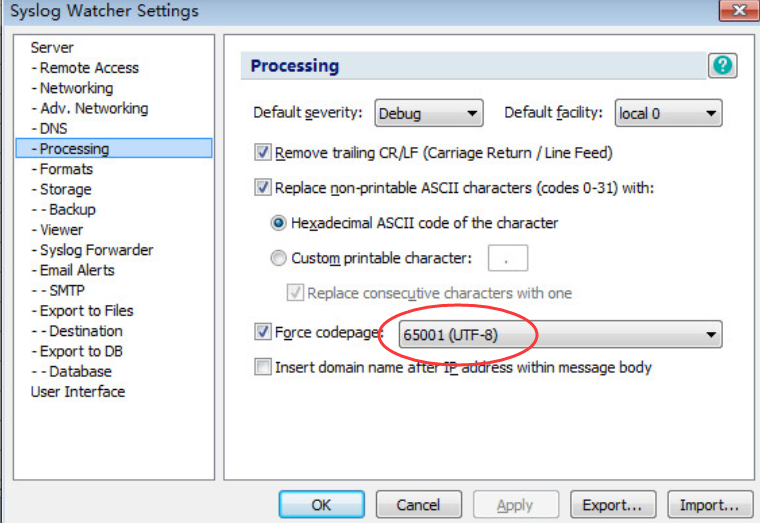 Syslog Watcher Settings
Server
- Remote Access
- Networking
- Adv. Networking
- DNS
- Processing
- Formats
- Storage
- - Backup
- Viewer
- Syslog Forwarder
- Email Alerts
- - SMTP
- Export to Files
- - Destination
- Export to DB
- - Database
User Interface
Processing
?
Default severity: Debug Default facility: local 0
Remove trailing CR/LF (Carriage Return / Line Feed)
Replace non-printable ASCII characters (codes 0-31) with:
Hexadecimal ASCII code of the character
Custom printable character: .
Replace consecutive characters with one
Force codepage: 65001 (UTF-8)
Insert domain name after IP address within message body
OK Cancel Apply Export... Import...